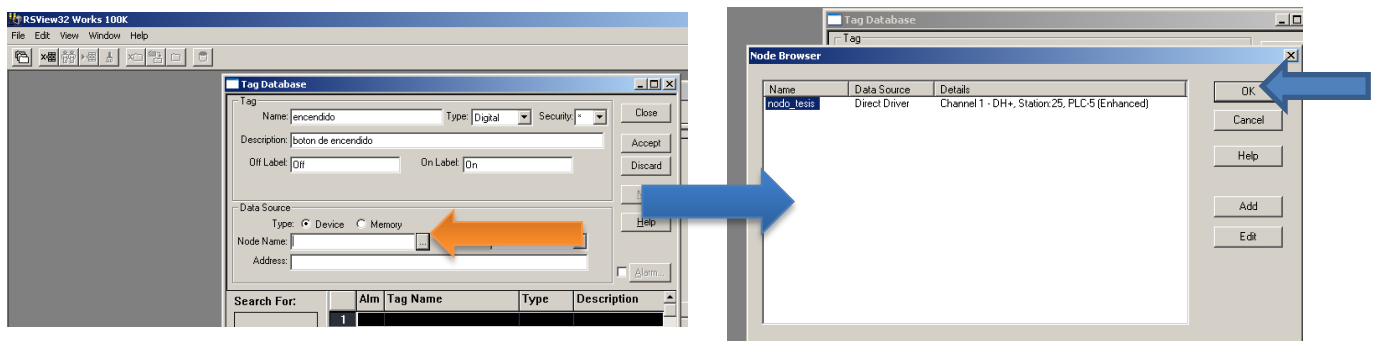 RSView32 Works 100K
File Edit View Window Help
Tag Database
Tag
Name: encendido Type: Digital Security: * Close
Description: boton de encendido Accept
Off Label: Off On Label: On Discard
Data Source
Type: Device Memory
Node Name: ... Help
Address:
Alarm...
Search For: Alm Tag Name Type Description
1
Tag Database
Tag
Node Browser
Name Data Source Details OK
nodo_tesis Direct Driver Channel 1 - DH+, Station:25, PLC-5 (Enhanced)
Cancel
Help
Add
Edit